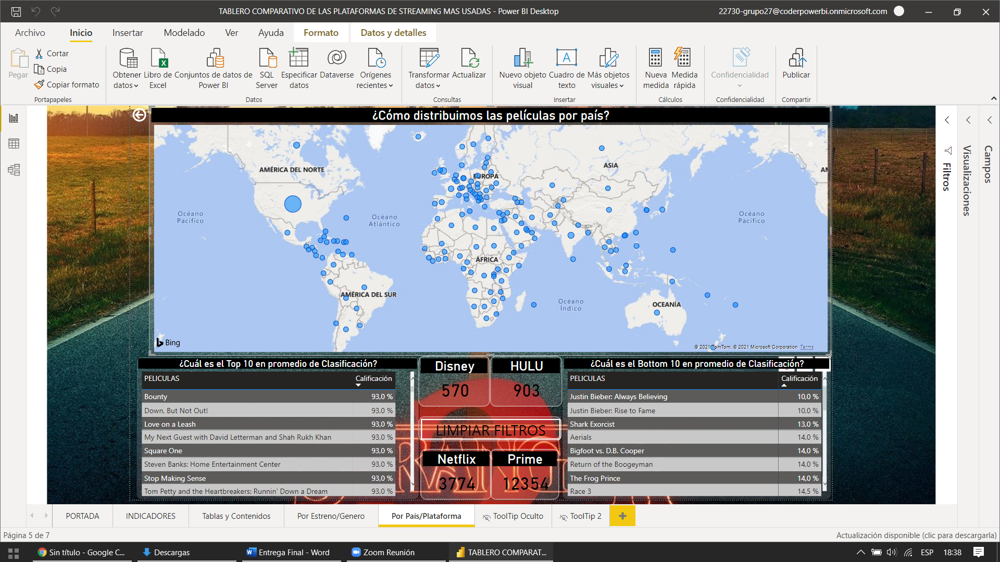 TABLERO COMPARATIVO DE LAS PLATAFORMAS DE STREAMING MAS USADAS - Power BI Desktop
22730-grupo27@coderpowerbi.onmicrosoft.com
Archivo Inicio Insertar Modelado Ver Ayuda Formato Datos y detalles
Pegar
Cortar
Copia
Copiar formato
Portapapeles
Obtener datos
Libro de Excel
Conjuntos de datos de Power BI
SQL Server
Especificar datos
Dataverse
Orígenes recientes
Datos
Transformar datos
Actualizar
Consultas
Nuevo objeto visual
Cuadro de texto
Más objetos visuales
Insertar
Nueva medida
Medida rápida
Cálculos
Confidencialidad
Confidencialidad
Publicar
Compartir
¿Cómo distribuimos las películas por país?
AMÉRICA DEL NORTE
EUROPA
ASIA
AM
Océano Pacífico
Océano Atlántico
Océano Pacífico
ÁFRICA
AMÉRICA DEL SUR
Océano Índico
OCEANÍA
Bing
© 2021 TomTom, © 2021 Microsoft Corporation Terms
Filtros
Visualizaciones
Campos
¿Cuál es el Top 10 en promedio de Clasificación?
PELICULAS Calificación
Bounty 93,0 %
Down, But Not Out! 93,0 %
Love on a Leash 93,0 %
My Next Guest with David Letterman and Shah Rukh Khan 93,0 %
Square One 93,0 %
Steven Banks: Home Entertainment Center 93,0 %
Stop Making Sense 93,0 %
Tom Petty and the Heartbreakers: Runnin' Down a Dream 93,0 %
Disney
570
HULU
903
LIMPIAR FILTROS
Netflix
3774
Prime
12354
¿Cuál es el Bottom 10 en promedio de Clasificación?
PELICULAS Calificación
Justin Bieber: Always Believing 10,0 %
Justin Bieber: Rise to Fame 10,0 %
Shark Exorcist 13,0 %
Aerials 14,0 %
Bigfoot vs. D.B. Cooper 14,0 %
Return of the Boogeyman 14,0 %
The Frog Prince 14,0 %
Race 3 14,5 %
PORTADA INDICADORES Tablas y Contenidos Por Estreno/Genero Por País/Plataforma ToolTip Oculto ToolTip 2
Página 5 de 7
Actualización disponible (clic para descargarla)
Sin título - Google C...
Descargas
Entrega Final - Word
Zoom Reunión
TABLERO COMPARAT...
ESP
18:38